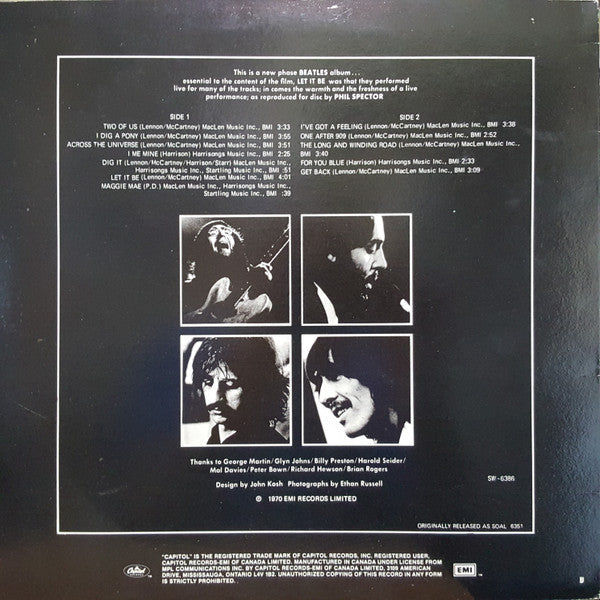 This is a new phase BEATLES album...
essential to the content of the film, LET IT BE was that they performed
live for many of the tracks; in comes the warmth and the freshness of a live
performance; as reproduced for disc by PHIL SPECTOR
SIDE 1
TWO OF US (Lennon/McCartney) MacLen Music Inc., BMI 3:33
I DIG A PONY (Lennon/McCartney) MacLen Music Inc., BMI 3:55
ACROSS THE UNIVERSE (Lennon/McCartney) MacLen Music Inc., BMI 3:51
I ME MINE (Harrison) Harrisongs Music Inc., BMI 2:25
DIG IT (Lennon/McCartney/Harrison/Starr) MacLen Music Inc.,
Harrisongs Music Inc., Startling Music Inc., BMI :51
LET IT BE (Lennon/McCartney) MacLen Music Inc., BMI 4:01
MAGGIE MAE (P.D.) MacLen Music Inc., Harrisongs Music Inc.,
Startling Music Inc., BMI :39
SIDE 2
I'VE GOT A FEELING (Lennon/McCartney) MacLen Music Inc., BMI 3:38
ONE AFTER 909 (Lennon/McCartney) MacLen Music Inc., BMI 2:52
THE LONG AND WINDING ROAD (Lennon/McCartney) MacLen Music Inc.,
BMI 3:40
FOR YOU BLUE (Harrison) Harrisongs Music Inc., BMI 2:33
GET BACK (Lennon/McCartney) MacLen Music Inc., BMI 3:09
Thanks to George Martin/Glyn Johns/Billy Preston/Harold Seider/
Mal Davies/Peter Bown/Richard Hewson/Brian Rogers
Design by John Kosh Photographs by Ethan Russell
℗ 1970 EMI RECORDS LIMITED
SW-6386
ORIGINALLY RELEASED AS SOAL 6351
"CAPITOL" IS THE REGISTERED TRADE MARK OF CAPITOL RECORDS, INC. REGISTERED USER,
CAPITOL RECORDS-EMI OF CANADA LIMITED. MANUFACTURED IN CANADA UNDER LICENSE FROM
MPL COMMUNICATIONS INC. BY CAPITOL RECORDS-EMI OF CANADA LIMITED, 3109 AMERICAN
DRIVE, MISSISSAUGA, ONTARIO L4V 1B2. UNAUTHORIZED COPYING OF THIS RECORD IN ANY FORM
IS STRICTLY PROHIBITED.
Capitol
EMI